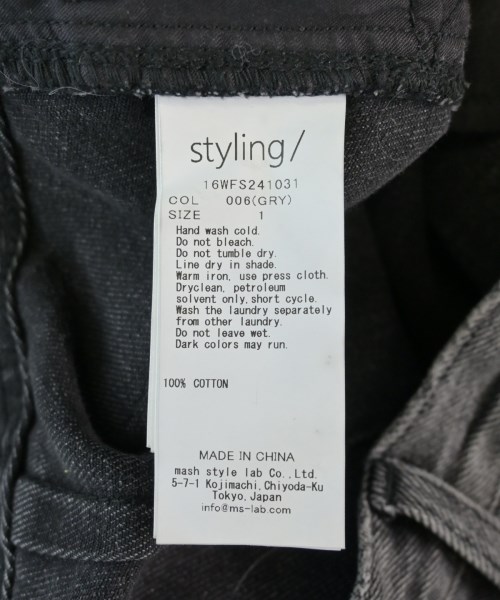 styling/
16WFS241031
COL 006(GRY)
SIZE 1
Hand wash cold.
Do not bleach.
Do not tumble dry.
Line dry in shade.
Warm iron, use press cloth.
Dryclean, petroleum
solvent only, short cycle.
Wash the laundry separately
from other laundry.
Do not leave wet.
Dark colors may run.
100% COTTON
MADE IN CHINA
mash style lab Co., Ltd.
5-7-1 Kojimachi, Chiyoda-Ku
Tokyo, Japan
info@ms-lab.com